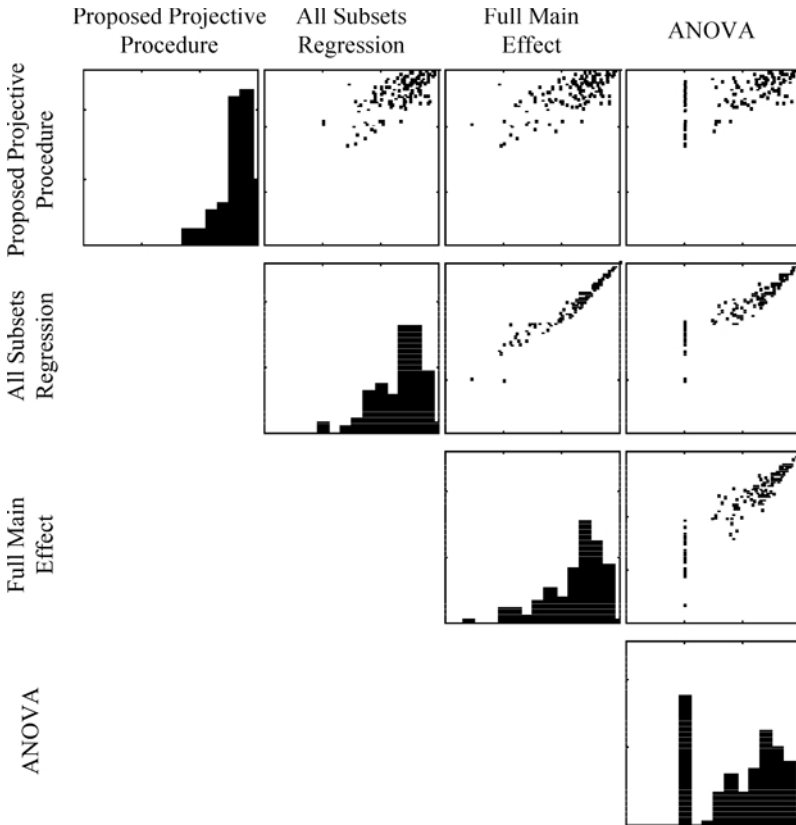 Proposed Projective
Procedure
All Subsets
Regression
Full Main
Effect
ANOVA
Proposed Projective
Procedure
All Subsets
Regression
Full Main
Effect
ANOVA